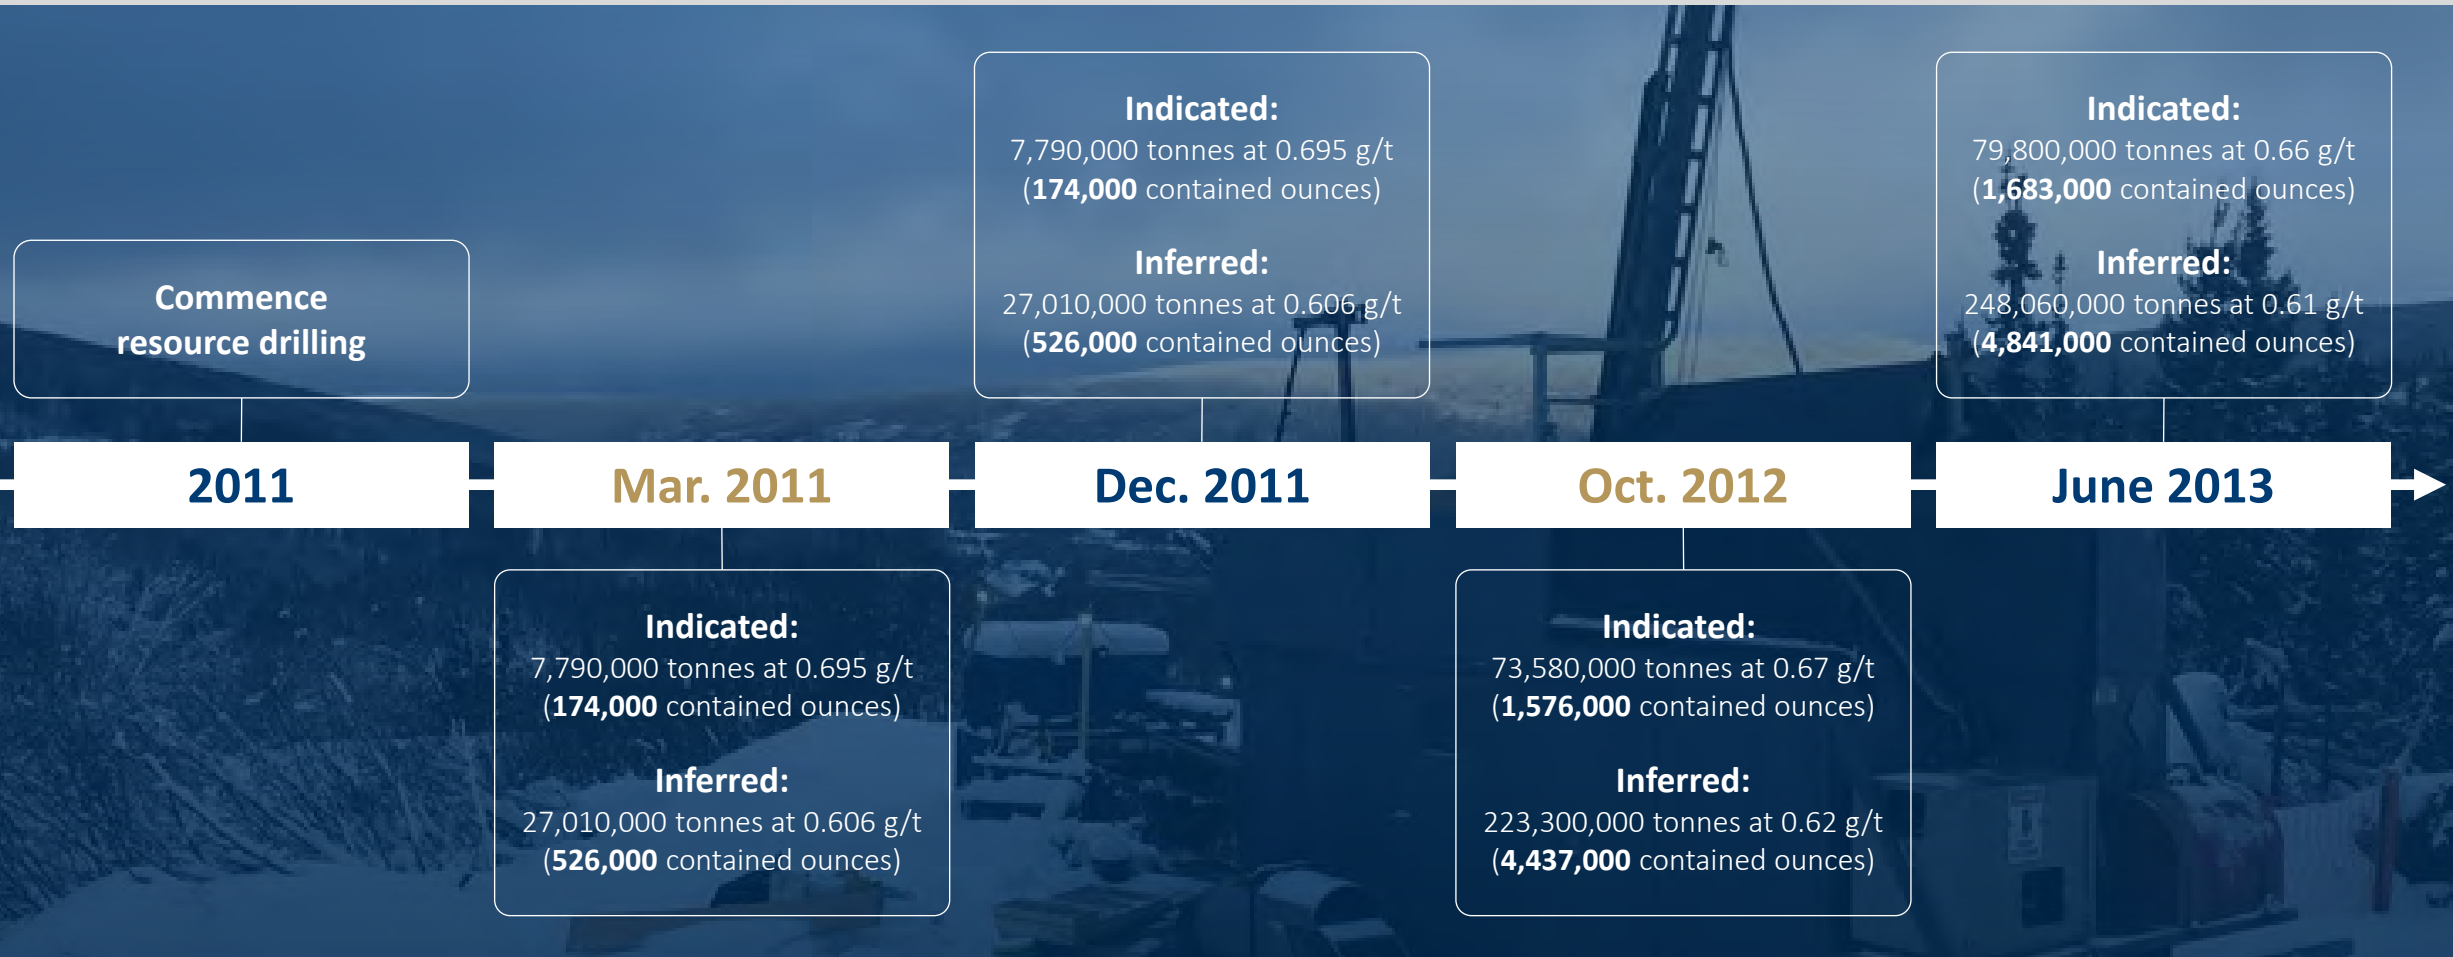 2011
Commence
resource drilling
Mar. 2011
Indicated:
7,790,000 tonnes at 0.695 g/t
(174,000 contained ounces)
Inferred:
27,010,000 tonnes at 0.606 g/t
(526,000 contained ounces)
Dec. 2011
Indicated:
7,790,000 tonnes at 0.695 g/t
(174,000 contained ounces)
Inferred:
27,010,000 tonnes at 0.606 g/t
(526,000 contained ounces)
Oct. 2012
Indicated:
73,580,000 tonnes at 0.67 g/t
(1,576,000 contained ounces)
Inferred:
223,300,000 tonnes at 0.62 g/t
(4,437,000 contained ounces)
June 2013
Indicated:
79,800,000 tonnes at 0.66 g/t
(1,683,000 contained ounces)
Inferred:
248,060,000 tonnes at 0.61 g/t
(4,841,000 contained ounces)